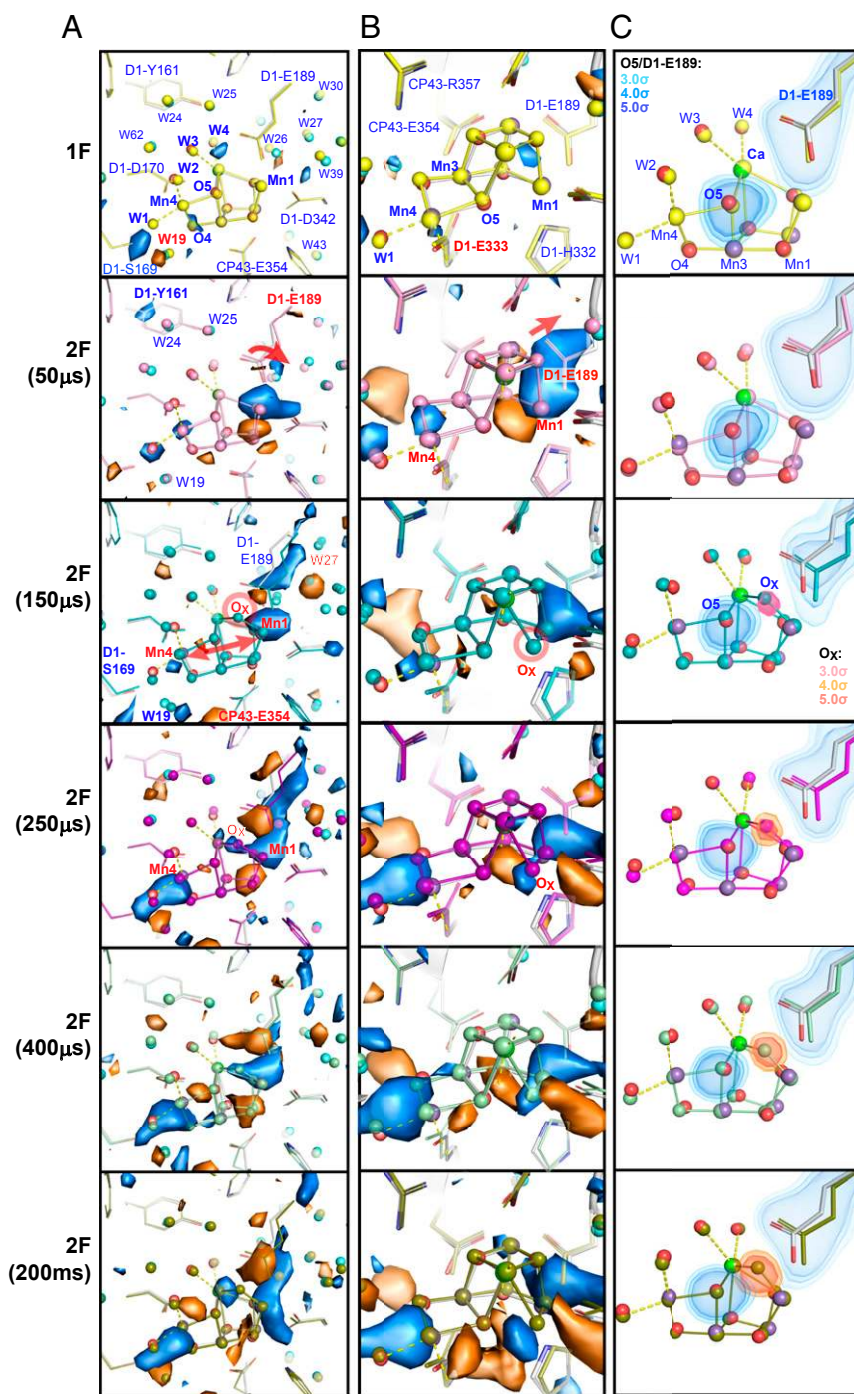 A
B
C
1F
D1-Y161
D1-E189
W25
W24
W30
W4
W27
W62
W3
W26
D1-D170
W2
W39
O5
Mn1
Mn4
W1
D1-D342
O4
W19
D1-S169
CP43-E354
W43
CP43-R357
D1-E189
CP43-E354
Mn3
Mn4
Mn1
O5
D1-E333
W1
D1-H332
O5/D1-E189:
3.0σ
4.0σ
5.0σ
D1-E189
W3
W4
W2
Ca
O5
Mn4
W1
O4
Mn3
Mn1
2F
(50μs)
D1-Y161
D1-E189
W25
W24
W19
D1-E189
Mn1
Mn4
2F
(150μs)
D1-
E189
W27
Ox
Mn1
Mn4
D1-
S169
W19
CP43-E354
Ox
Ox
O5
Ox:
3.0σ
4.0σ
5.0σ
2F
(250μs)
Ox
Mn1
Mn4
Ox
2F
(400μs)
2F
(200ms)